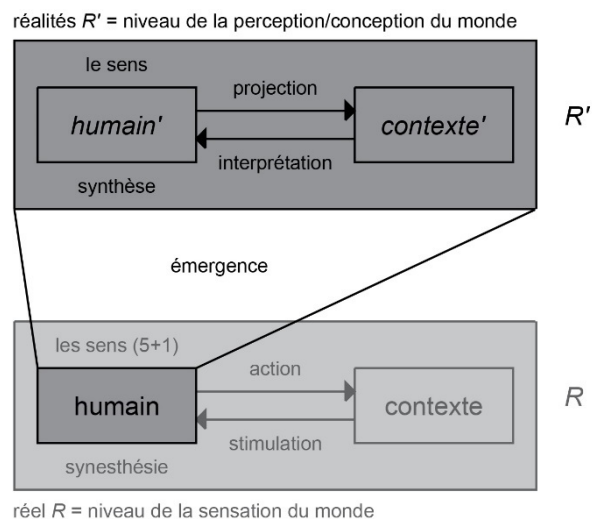 réalités R' = niveau de la perception/conception du monde
le sens
projection
humain'
contexte'
R'
interprétation
synthèse
émergence
les sens (5+1)
action
humain
contexte
R
stimulation
synesthésie
réel R = niveau de la sensation du monde